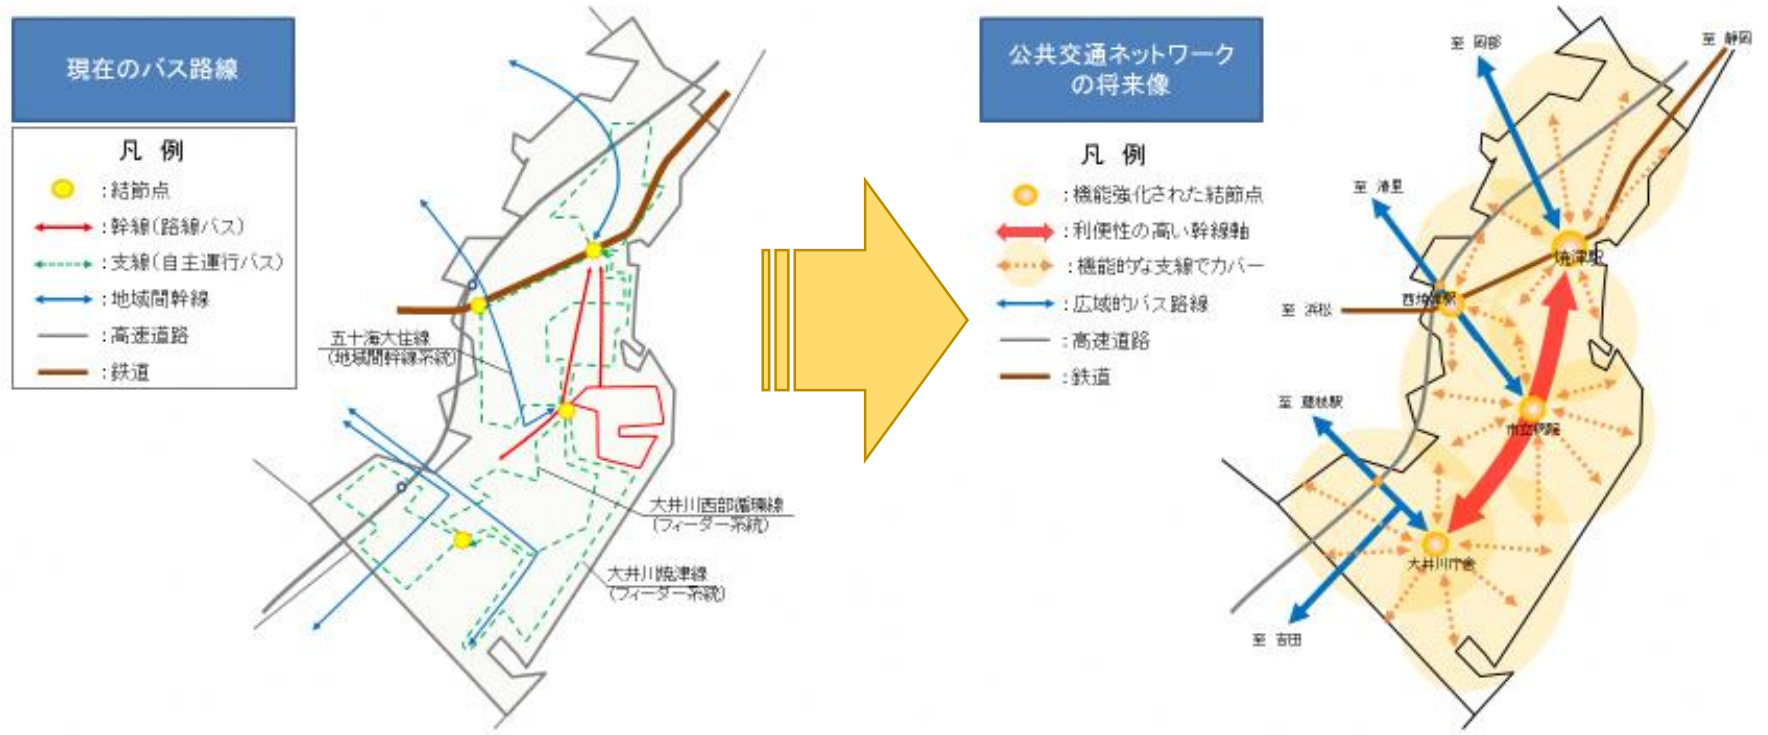 現在のバス路線
凡 例
:結節点
:幹線(路線バス)
:支線(自主運行バス)
:地域間幹線
:高速道路
:鉄道
五十海大住線
(地域間幹線系統)
大井川西部循環線
(フィーダー系統)
大井川焼津線
(フィーダー系統)
公共交通ネットワーク
の将来像
凡 例
:機能強化された結節点
:利便性の高い幹線軸
:機能的な支線でカバー
:広域的バス路線
:高速道路
:鉄道
至 岡部
至 静岡
焼津駅
西焼津駅
至 浜松
至 藤枝駅
市立病院
大井川庁舎
至 吉田